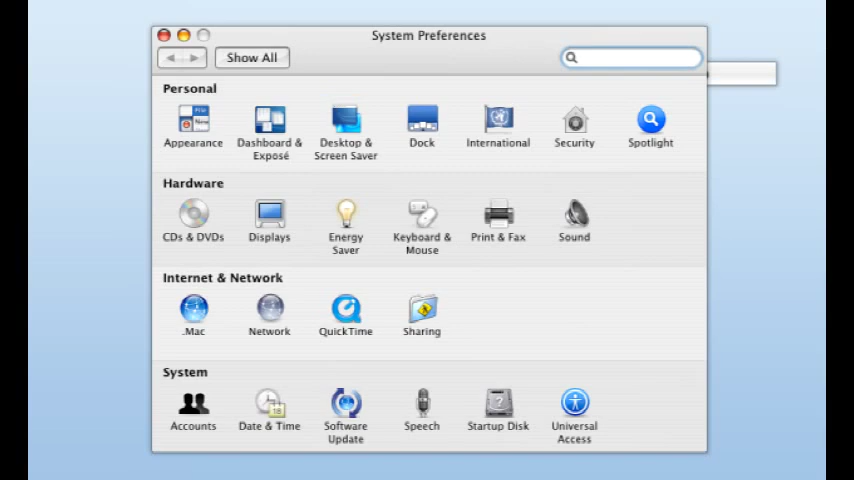 System Preferences
Show All
Personal
Appearance
Dashboard &
Exposé
Desktop &
Screen Saver
Dock
International
Security
Spotlight
Hardware
CDs & DVDs
Displays
Energy
Saver
Keyboard &
Mouse
Print & Fax
Sound
Internet & Network
.Mac
Network
QuickTime
Sharing
System
Accounts
Date & Time
Software
Update
Speech
Startup Disk
Universal
Access